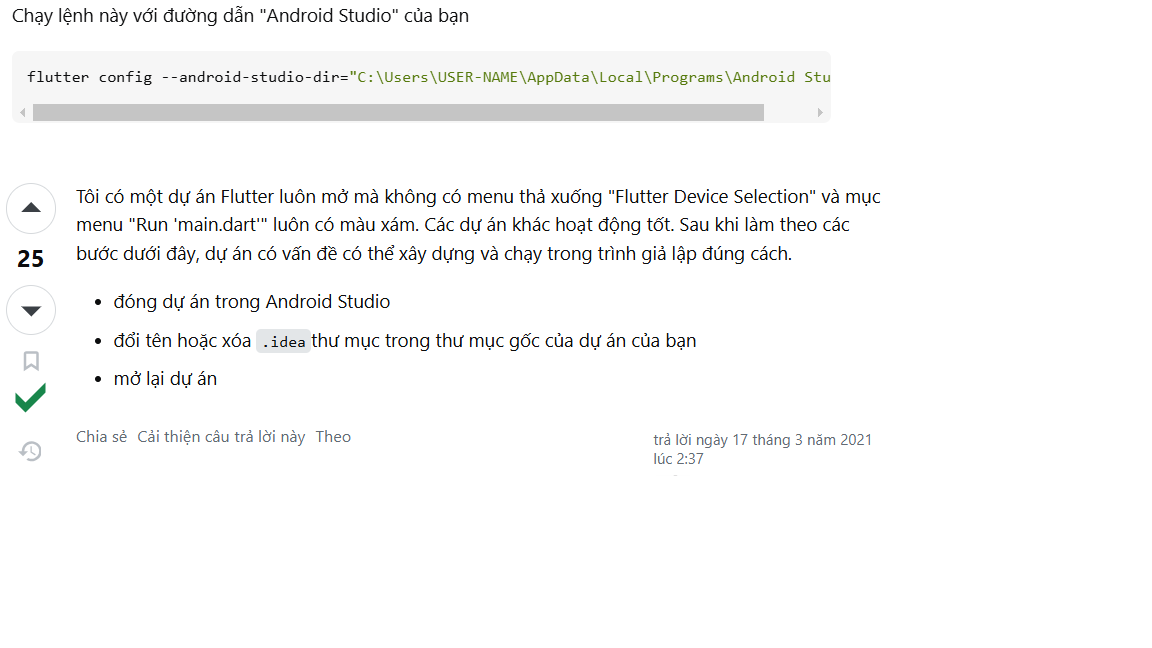 Chạy lệnh này với đường dẫn "Android Studio" của bạn
flutter config --android-studio-dir="C:\Users\USER-NAME\AppData\Local\Programs\Android Stu
Tôi có một dự án Flutter luôn mở mà không có menu thả xuống "Flutter Device Selection" và mục
menu "Run 'main.dart'" luôn có màu xám. Các dự án khác hoạt động tốt. Sau khi làm theo các
25
bước dưới đây, dự án có vấn đề có thể xây dựng và chạy trong trình giả lập đúng cách.
• đóng dự án trong Android Studio
• đổi tên hoặc xóa .idea thư mục trong thư mục gốc của dự án của bạn
• mở lại dự án
Chia sẻ Cải thiện câu trả lời này Theo
trả lời ngày 17 tháng 3 năm 2021
lúc 2:37